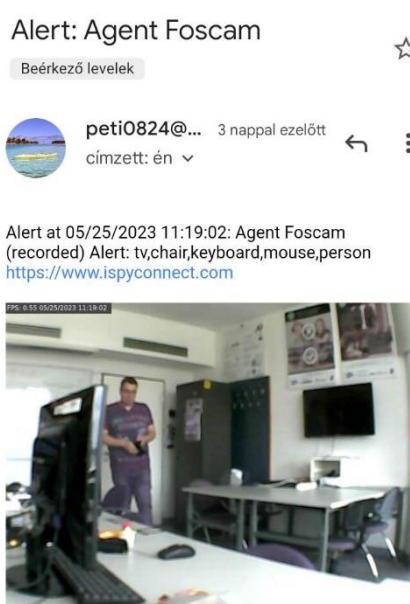 Alert: Agent Foscam
Beérkező levelek
peti0824@... 3 nappal ezelőtt
címzett: én
Alert at 05/25/2023 11:19:02: Agent Foscam
(recorded) Alert: tv,chair,keyboard,mouse,person
https://www.ispyconnect.com
FPS: 6.55 05/25/2023 11:19:02